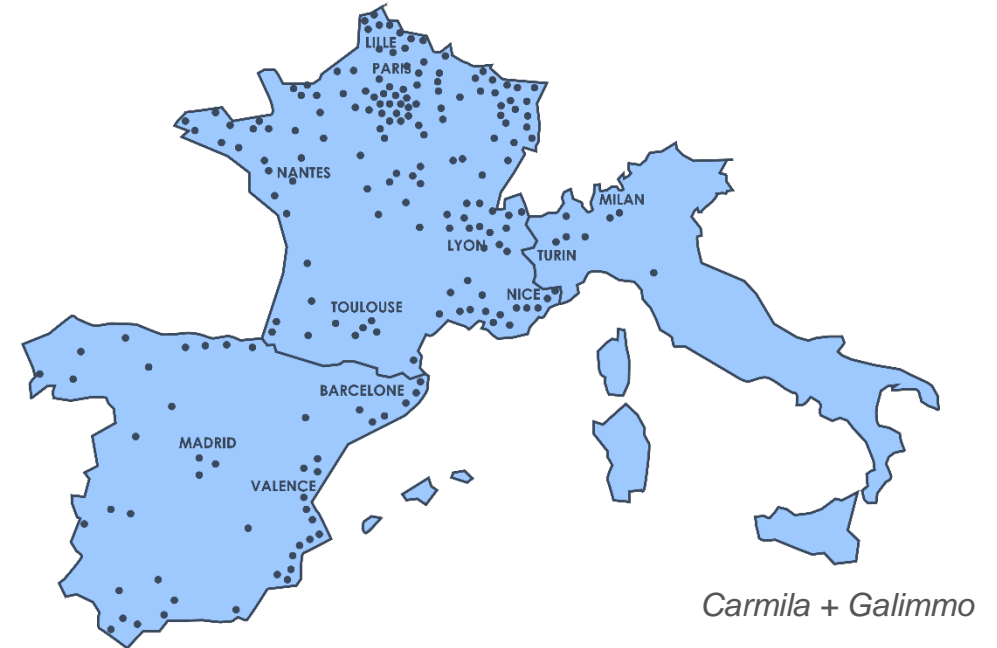 LILLE
PARIS
NANTES
MILAN
LYON
TURIN
NICE
TOULOUSE
BARCELONE
MADRID
VALENCE
Carmila + Galimmo